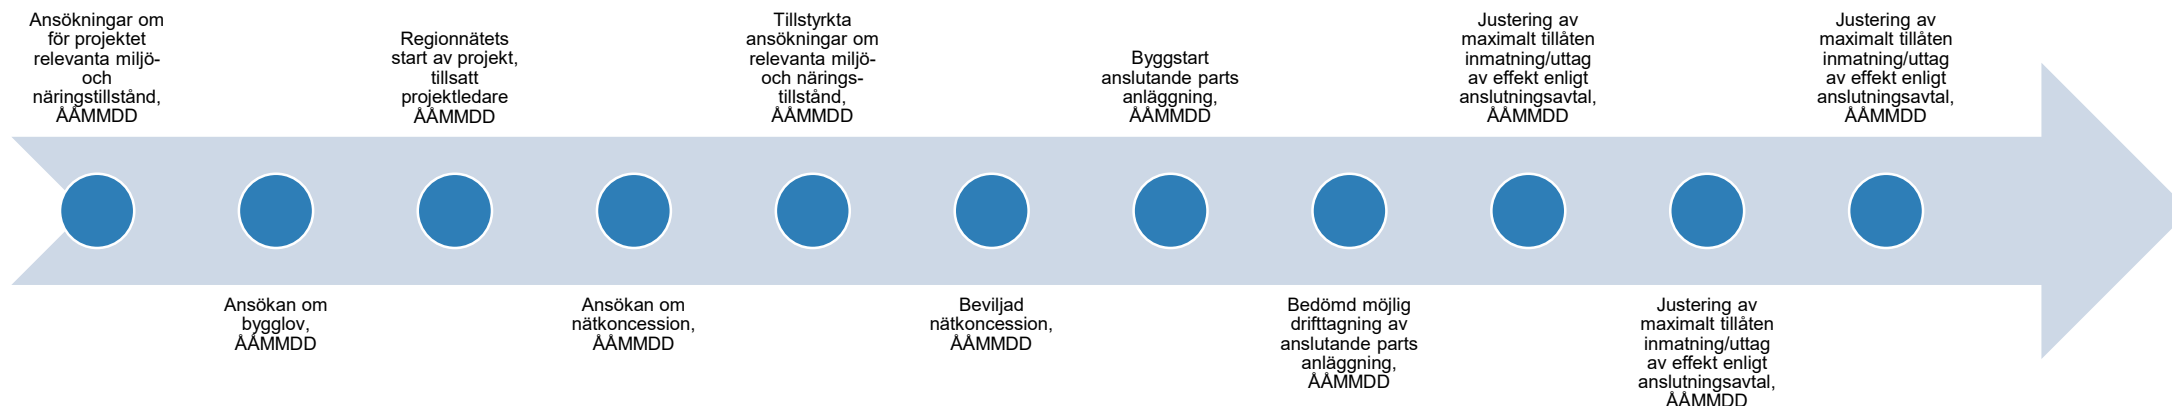 Ansökningar om
för projektet
relevanta miljö-
och
näringstillstånd,
ÅÅMMDD
Ansökan om
bygglov,
ÅÅMMDD
Regionnätets
start av projekt,
tillsatt
projektledare
ÅÅMMDD
Ansökan om
nätkoncession,
ÅÅMMDD
Tillstyrkta
ansökningar om
relevanta miljö-
och närings-
tillstånd,
ÅÅMMDD
Beviljad
nätkoncession,
ÅÅMMDD
Byggstart
anslutande parts
anläggning,
ÅÅMMDD
Bedömd möjlig
drifttagning av
anslutande parts
anläggning,
ÅÅMMDD
Justering av
maximalt tillåten
inmatning/uttag
av effekt enligt
anslutningsavtal,
ÅÅMMDD
Justering av
maximalt tillåten
inmatning/uttag
av effekt enligt
anslutningsavtal,
ÅÅMMDD
Justering av
maximalt tillåten
inmatning/uttag
av effekt enligt
anslutningsavtal,
ÅÅMMDD